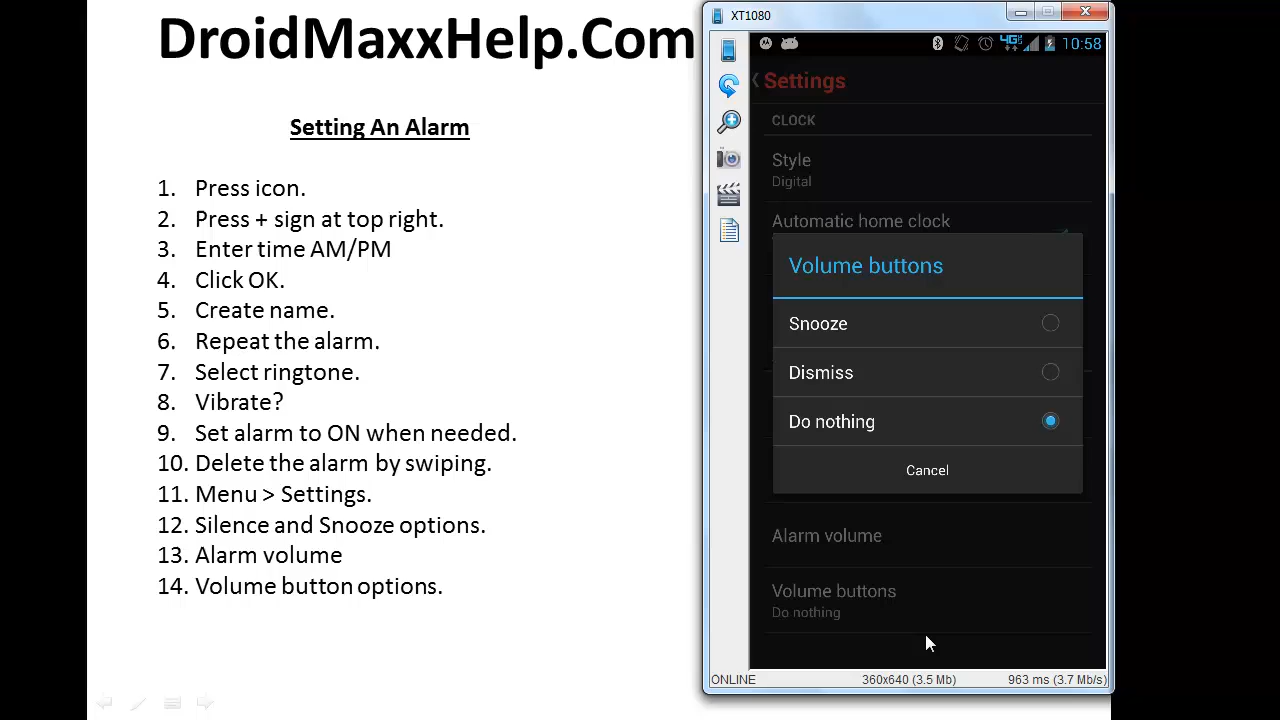 DroidMaxxHelp.Com
Setting An Alarm
1. Press icon.
2. Press + sign at top right.
3. Enter time AM/PM
4. Click OK.
5. Create name.
6. Repeat the alarm.
7. Select ringtone.
8. Vibrate?
9. Set alarm to ON when needed.
10. Delete the alarm by swiping.
11. Menu > Settings.
12. Silence and Snooze options.
13. Alarm volume
14. Volume button options.
XT1080
4G 10:58
Settings
CLOCK
Style
Digital
Automatic home clock
Volume buttons
Snooze
Dismiss
Do nothing
Cancel
Alarm volume
Volume buttons
Do nothing
ONLINE 360x640 (3.5 Mb) 963 ms (3.7 Mb/s)